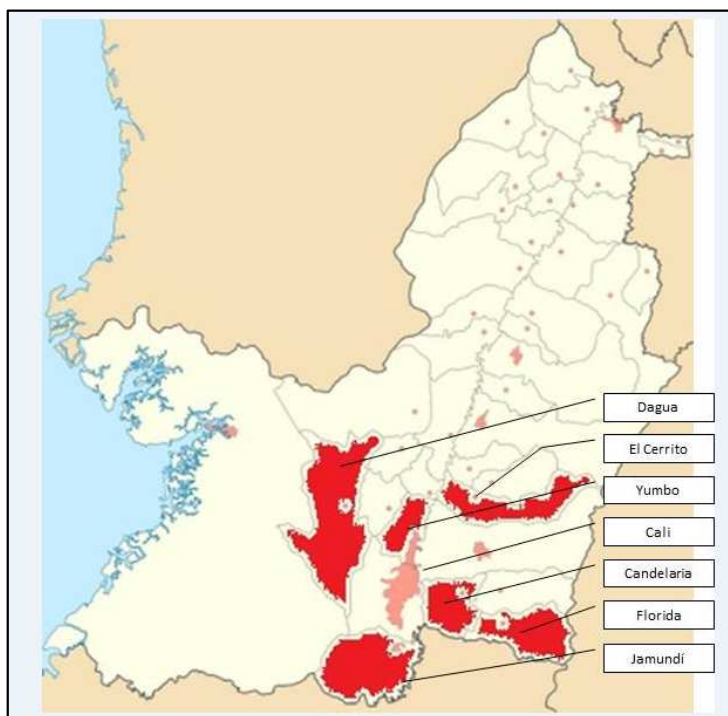 Dagua
El Cerrito
Yumbo
Cali
Candelaria
Florida
Jamundí